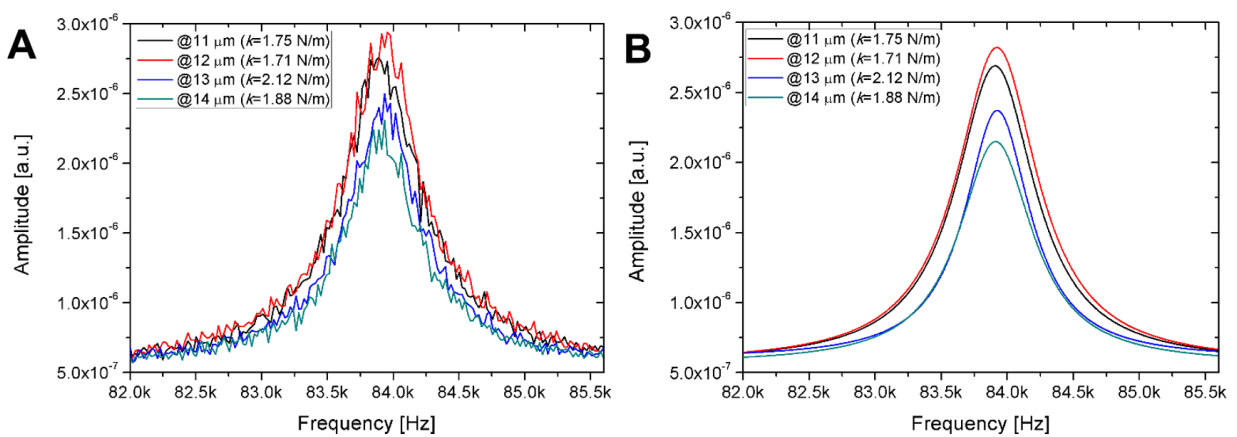 A
@11 μm (k=1.75 N/m)
@12 μm (k=1.71 N/m)
@13 μm (k=2.12 N/m)
@14 μm (k=1.88 N/m)
3.0x10⁻⁶
2.5x10⁻⁶
2.0x10⁻⁶
1.5x10⁻⁶
1.0x10⁻⁶
5.0x10⁻⁷
Amplitude [a.u.]
82.0k 82.5k 83.0k 83.5k 84.0k 84.5k 85.0k 85.5k
Frequency [Hz]
B
@11 μm (k=1.75 N/m)
@12 μm (k=1.71 N/m)
@13 μm (k=2.12 N/m)
@14 μm (k=1.88 N/m)
3.0x10⁻⁶
2.5x10⁻⁶
2.0x10⁻⁶
1.5x10⁻⁶
1.0x10⁻⁶
5.0x10⁻⁷
Amplitude [a.u.]
82.0k 82.5k 83.0k 83.5k 84.0k 84.5k 85.0k 85.5k
Frequency [Hz]